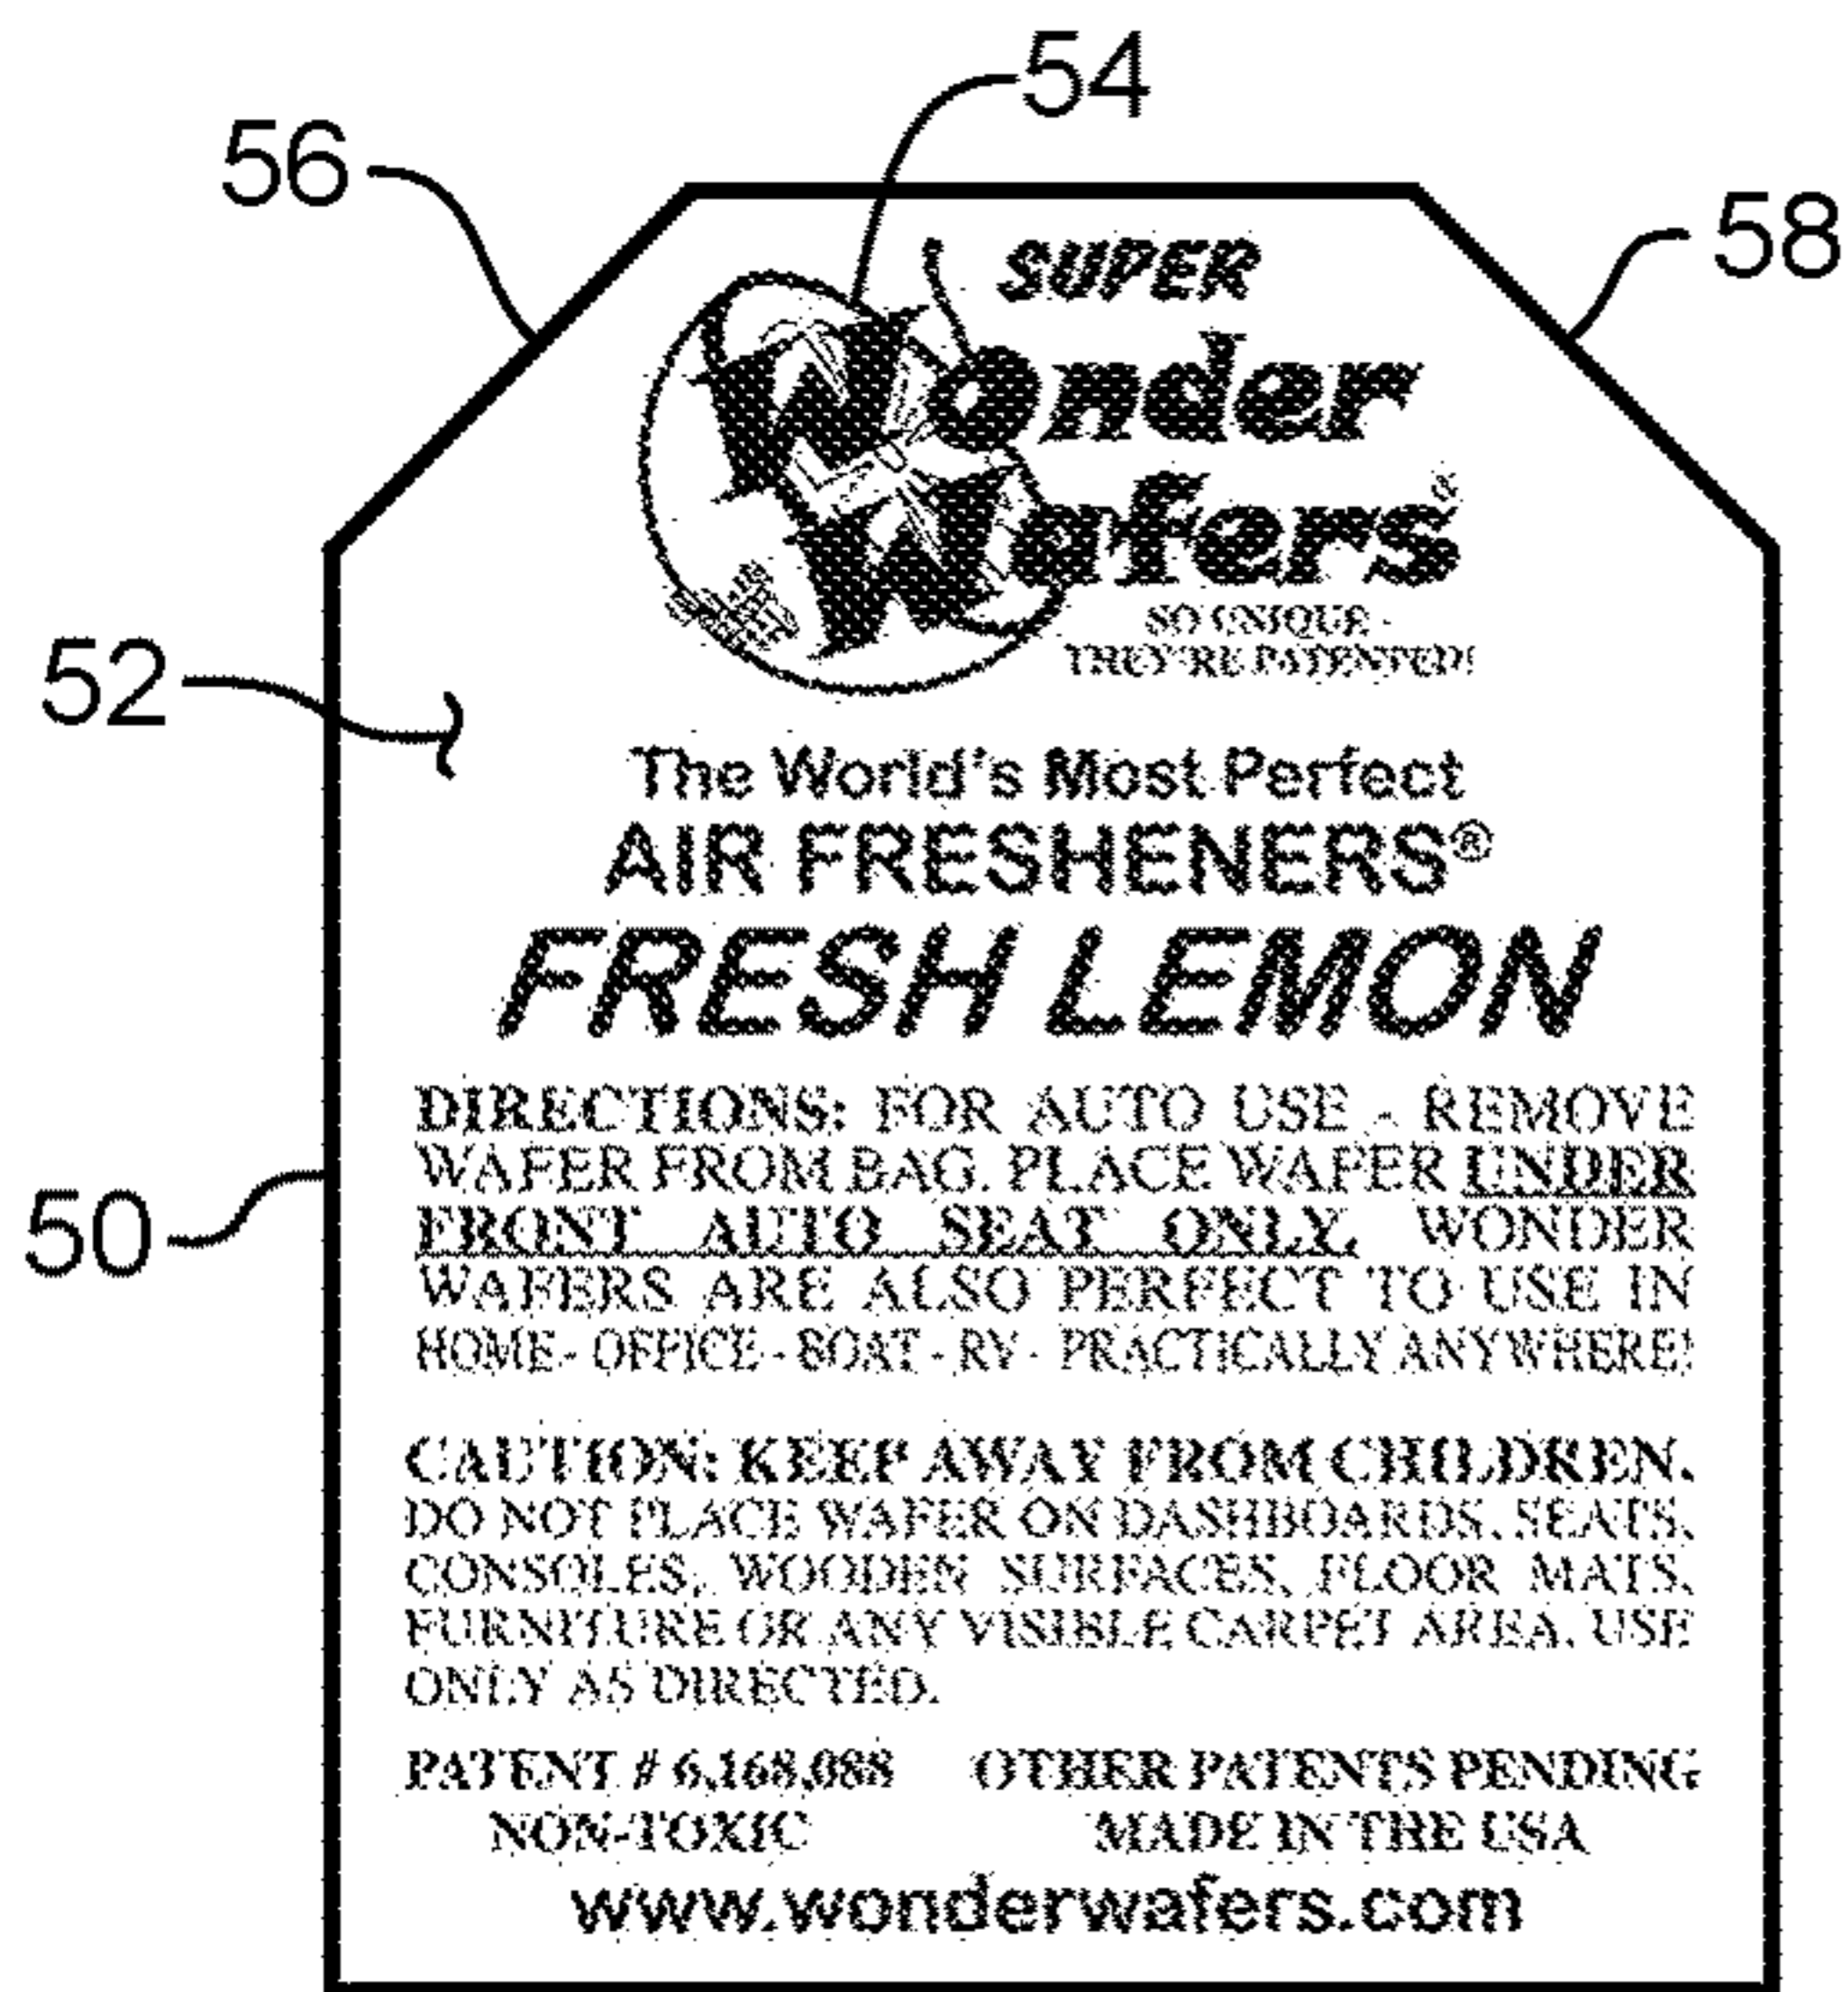 54
56
58
SUPER
Wonder
Wafers®
SO UNIQUE -
THEY'RE PATENTED!
52
The World's Most Perfect
AIR FRESHENERS®
FRESH LEMON
DIRECTIONS: FOR AUTO USE - REMOVE
WAFER FROM BAG. PLACE WAFER UNDER
50
FRONT AUTO SEAT ONLY. WONDER
WAFERS ARE ALSO PERFECT TO USE IN
HOME - OFFICE - BOAT - RV - PRACTICALLY ANYWHERE!
CAUTION: KEEP AWAY FROM CHILDREN.
DO NOT PLACE WAFER ON DASHBOARDS, SEATS,
CONSOLES, WOODEN SURFACES, FLOOR MATS,
FURNITURE OR ANY VISIBLE CARPET AREA. USE
ONLY AS DIRECTED.
PATENT # 6,168,088 OTHER PATENTS PENDING
NON-TOXIC MADE IN THE USA
www.wonderwafers.com